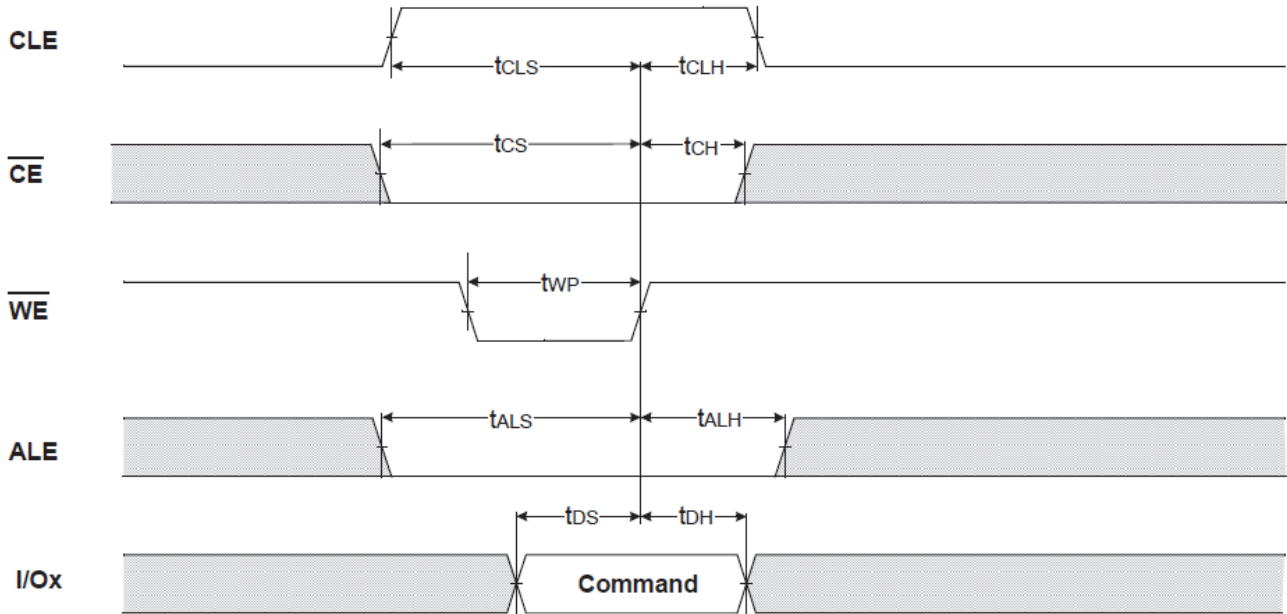 CLE
tCLS tCLH
CE
tCS tCH
WE
tWP
ALE
tALS tALH
I/Ox
tDS tDH
Command